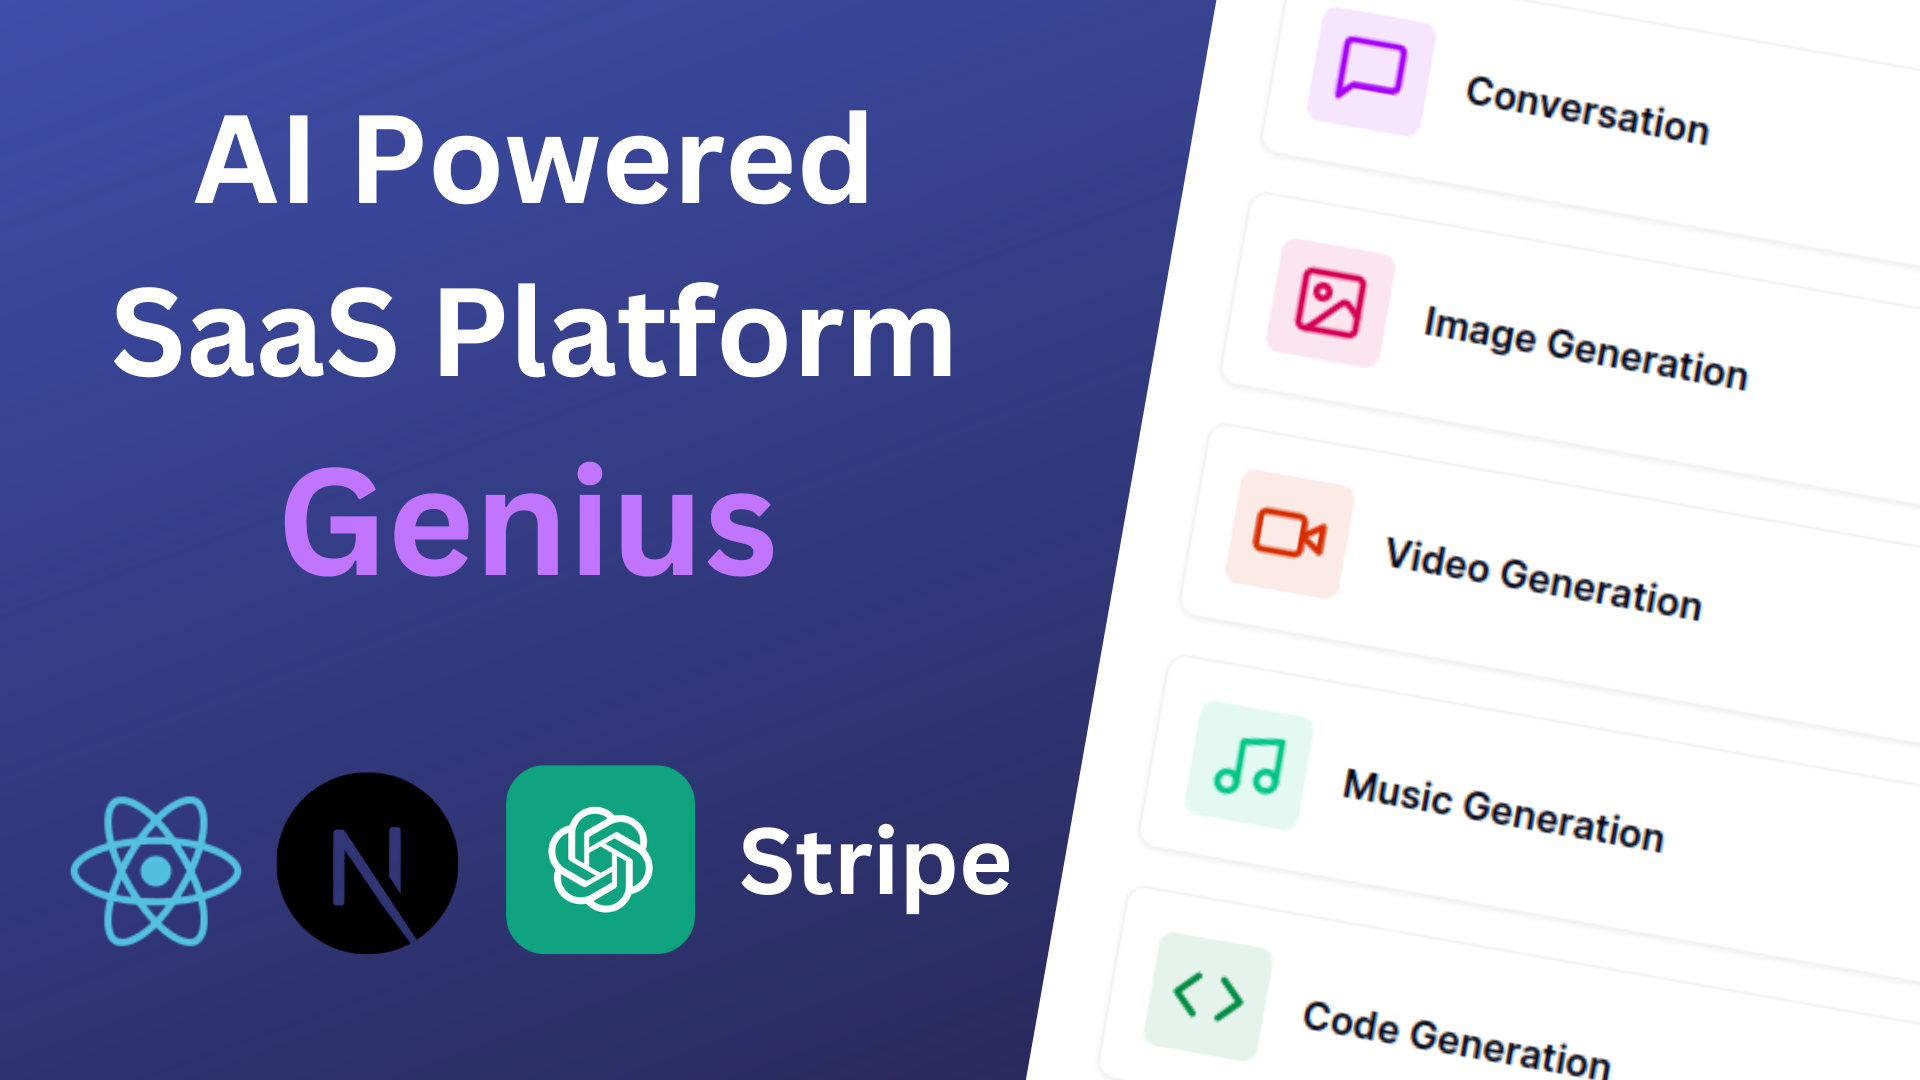 AI Powered
SaaS Platform
Genius
Stripe
Conversation
Image Generation
Video Generation
Music Generation
Code Generation